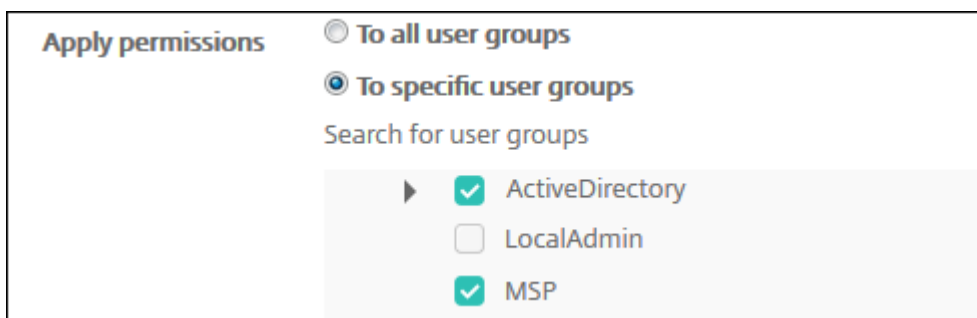 Apply permissions
To all user groups
To specific user groups
Search for user groups
ActiveDirectory
LocalAdmin
MSP